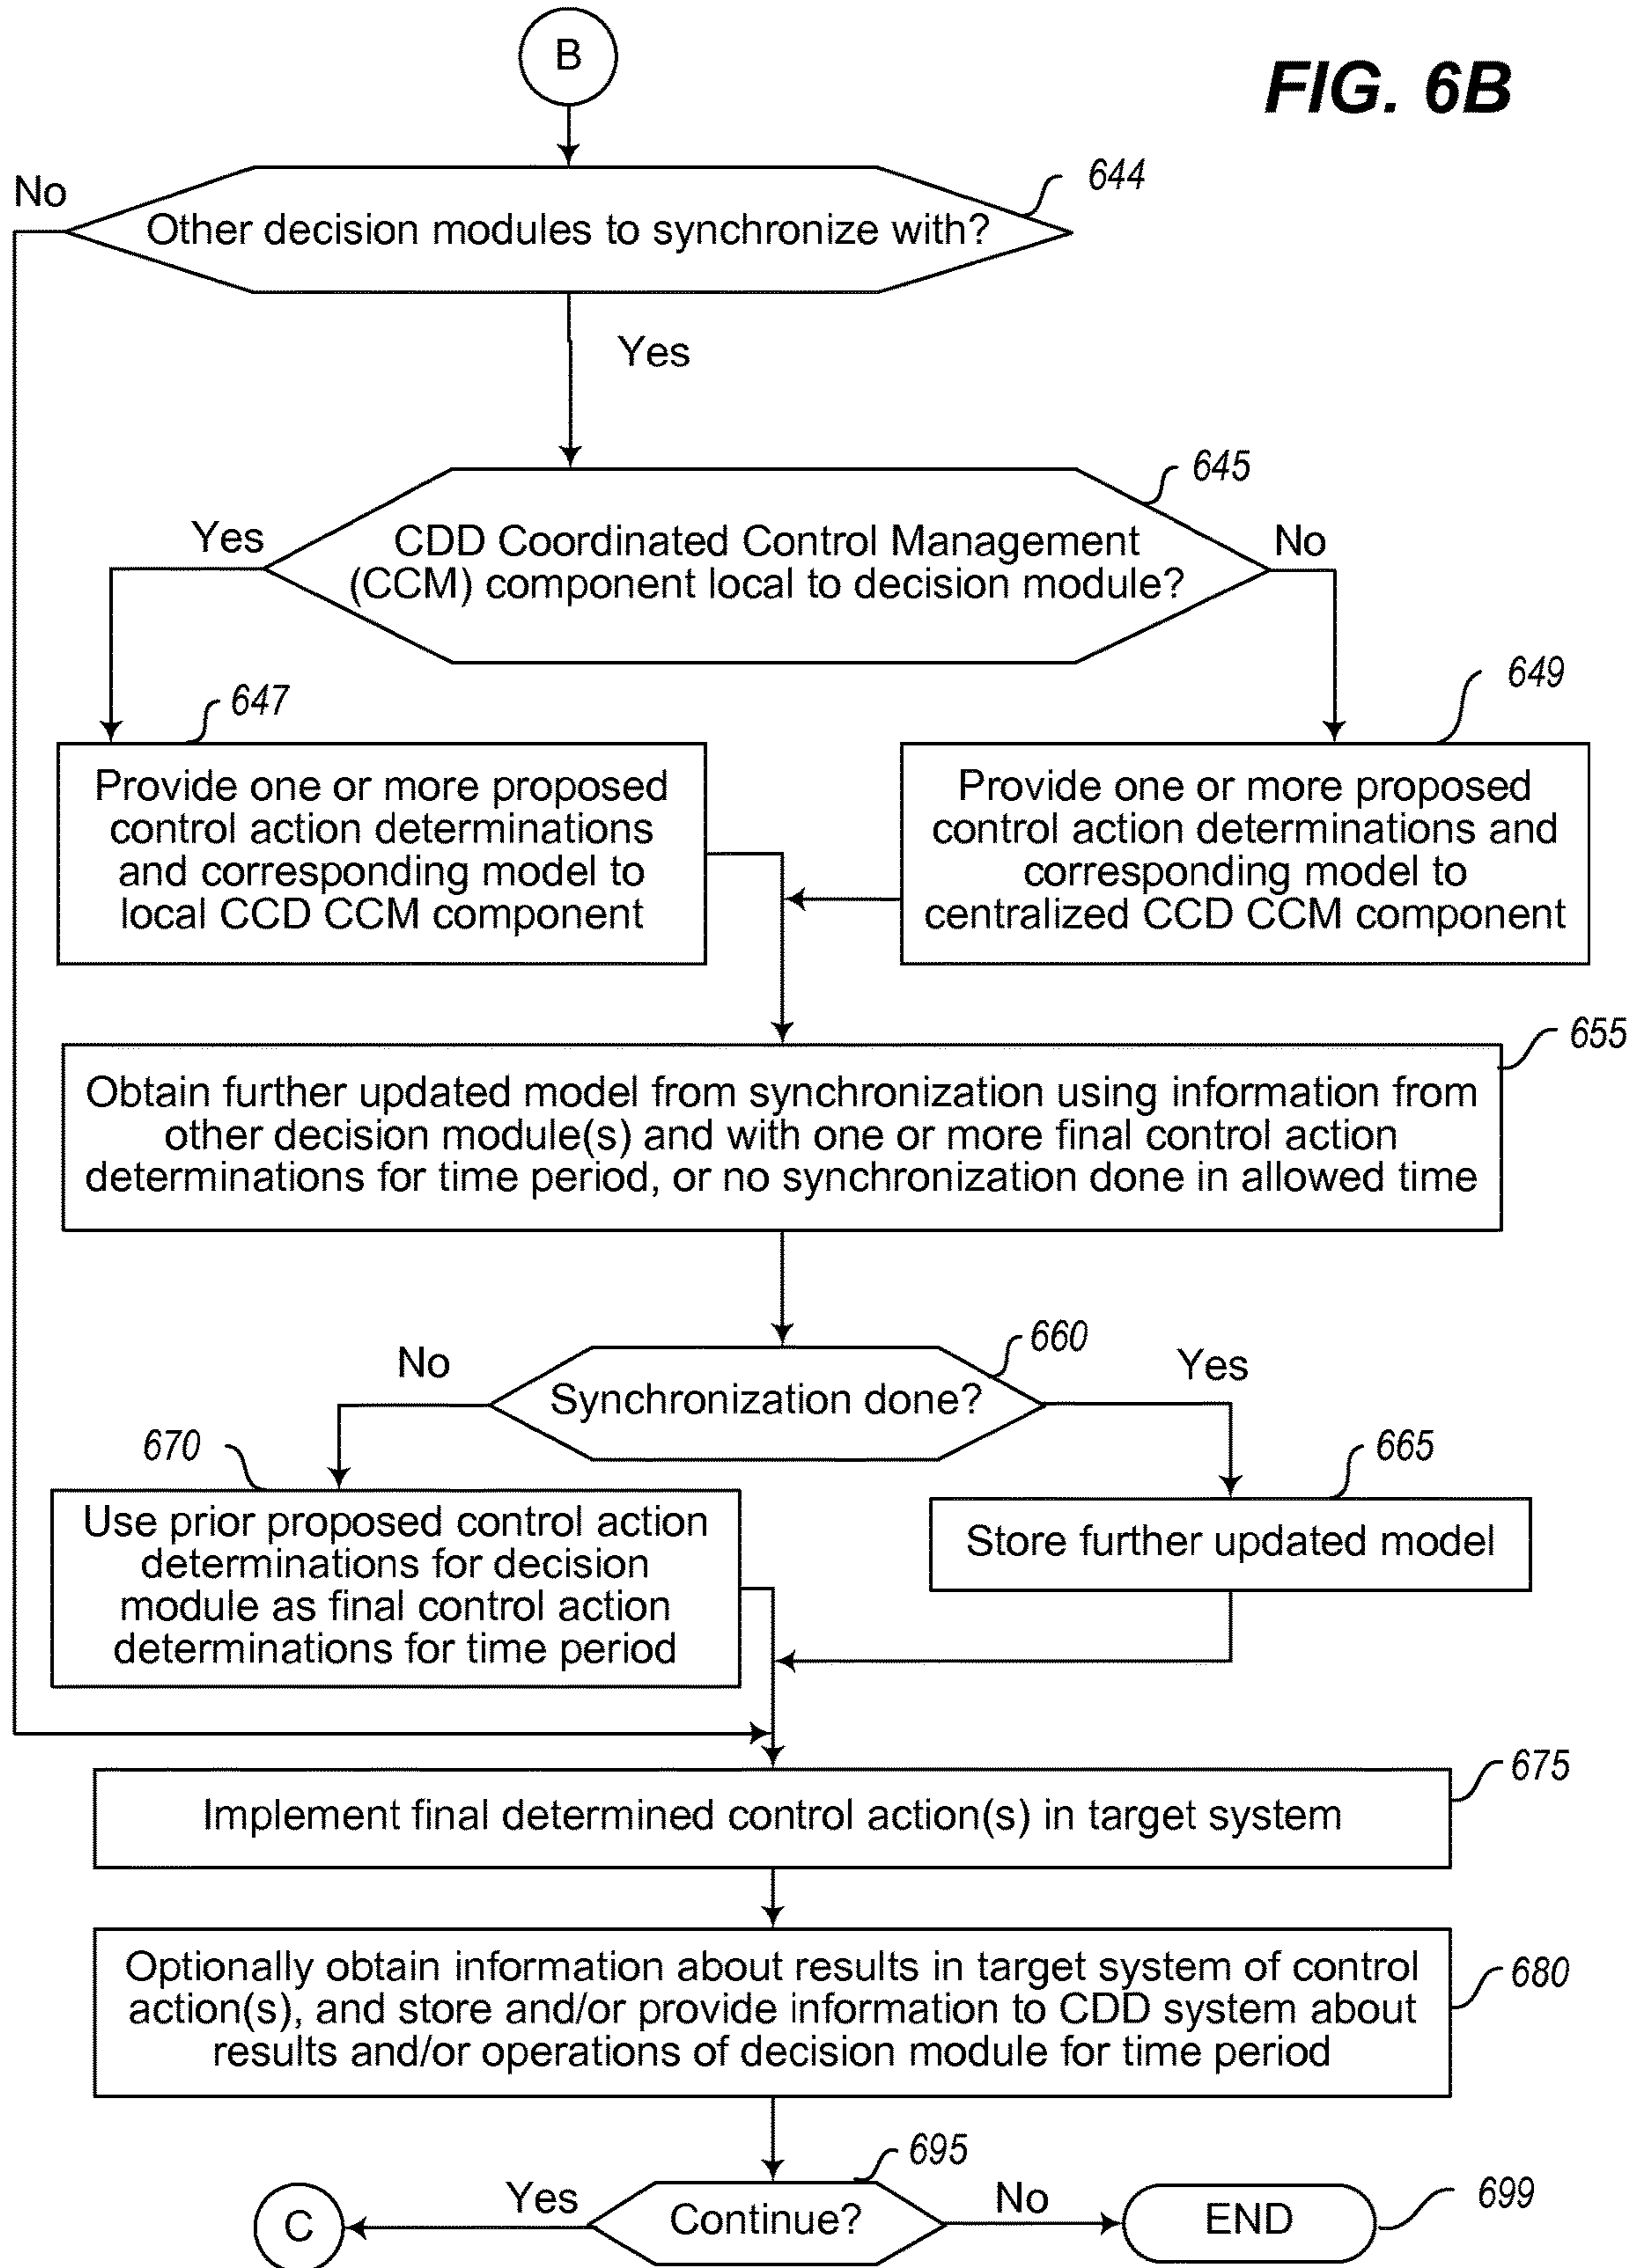 B
FIG. 6B
644
No
Other decision modules to synchronize with?
Yes
645
Yes
CDD Coordinated Control Management
(CCM) component local to decision module?
No
647
649
Provide one or more proposed
control action determinations
and corresponding model to
local CCD CCM component
Provide one or more proposed
control action determinations and
corresponding model to
centralized CCD CCM component
655
Obtain further updated model from synchronization using information from
other decision module(s) and with one or more final control action
determinations for time period, or no synchronization done in allowed time
660
No
Synchronization done?
Yes
670
665
Use prior proposed control action
determinations for decision
module as final control action
determinations for time period
Store further updated model
675
Implement final determined control action(s) in target system
680
Optionally obtain information about results in target system of control
action(s), and store and/or provide information to CDD system about
results and/or operations of decision module for time period
695
C
Yes
Continue?
No
END
699